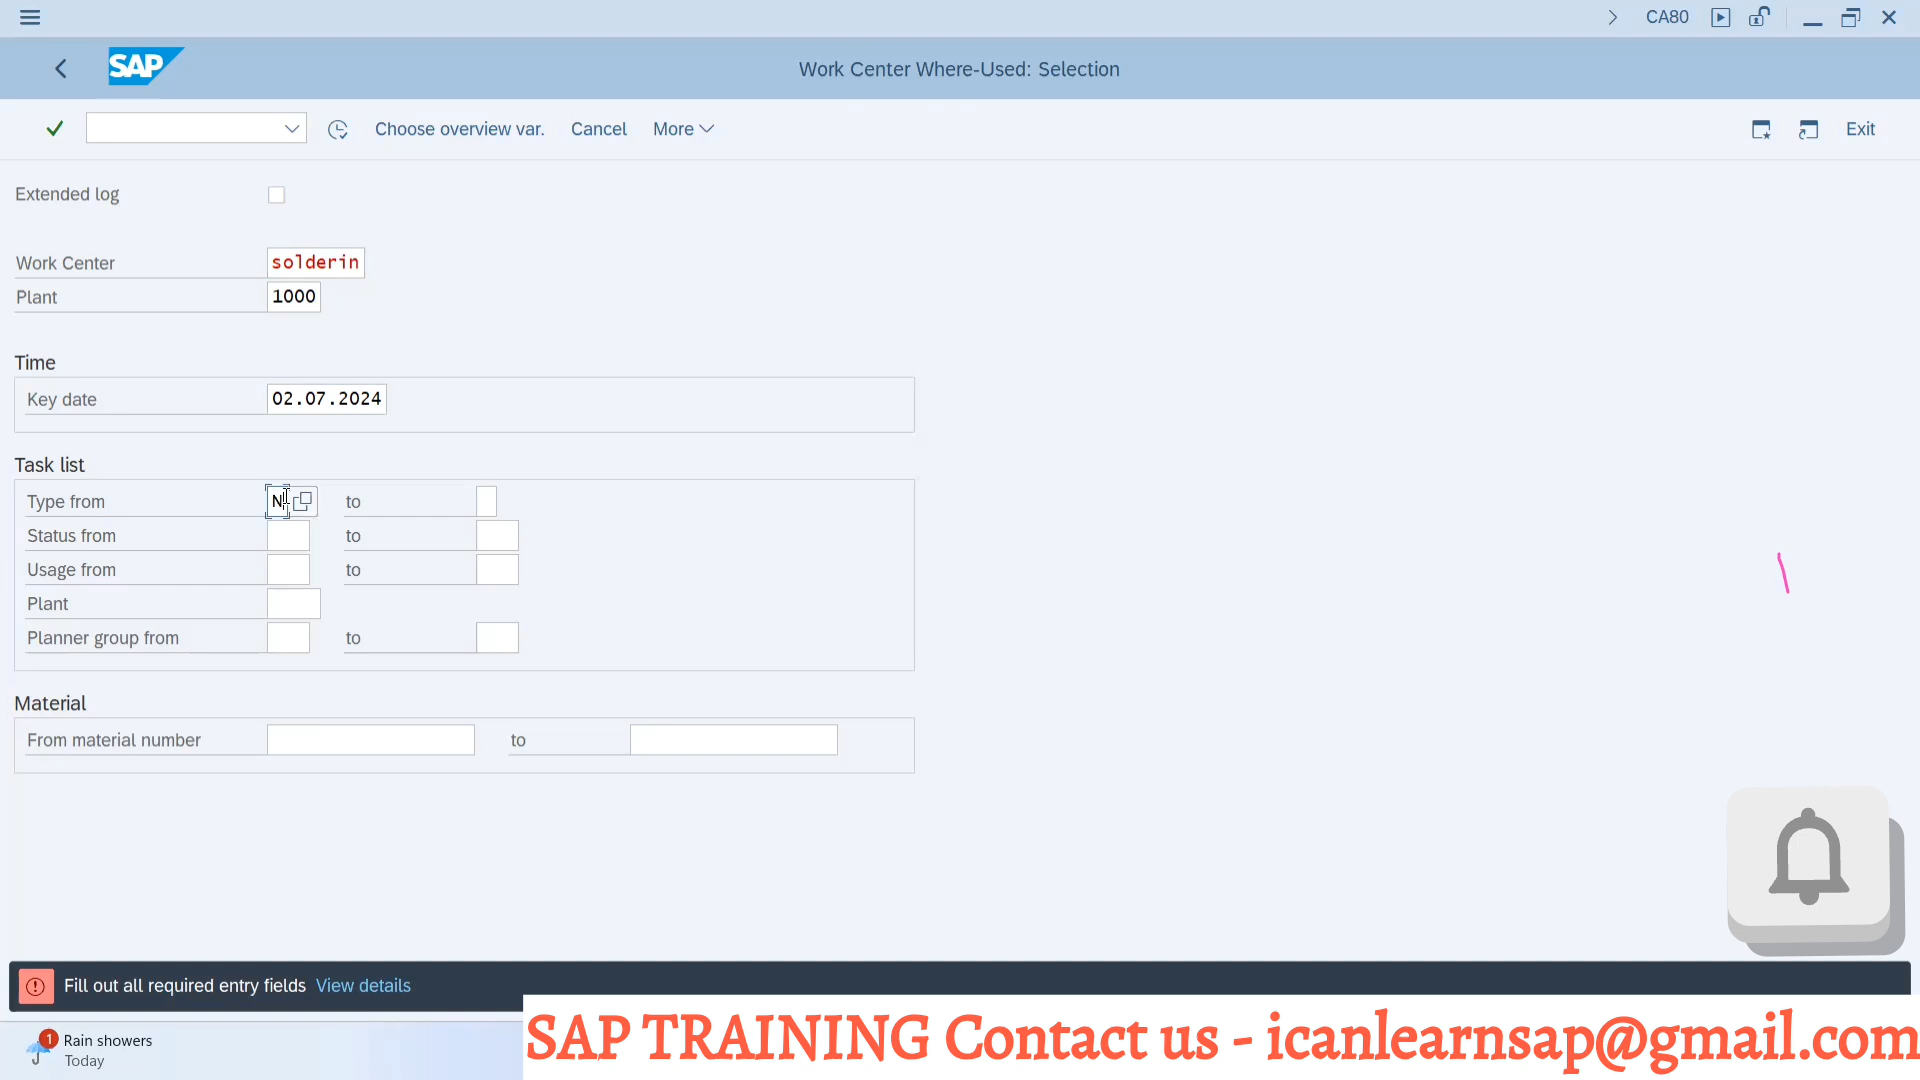 CA80
SAP
Work Center Where-Used: Selection
Choose overview var.
Cancel
More
Exit
Extended log
Work Center solderin
Plant 1000
Time
Key date 02.07.2024
Task list
Type from N to
Status from to
Usage from to
Plant
Planner group from to
Material
From material number to
Fill out all required entry fields View details
1
Rain showers
Today
SAP TRAINING Contact us - icanlearnsap@gmail.com